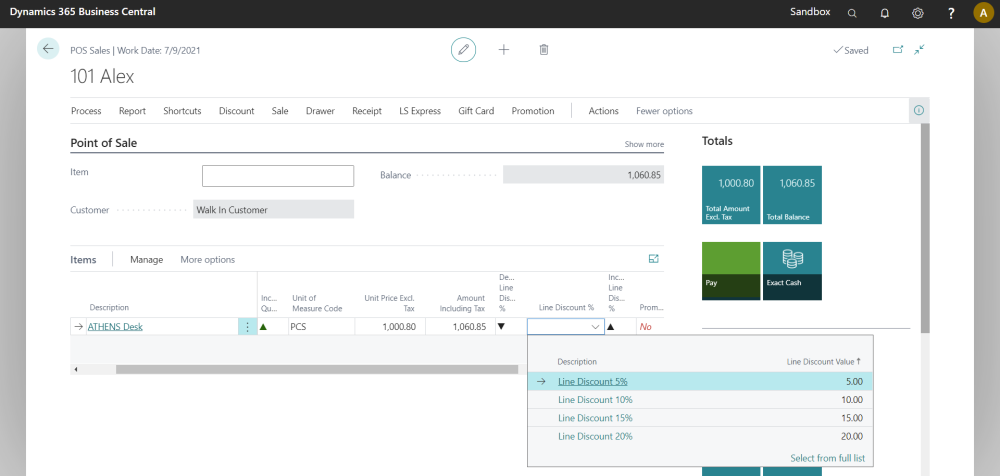 Dynamics 365 Business Central
Sandbox
?
A
POS Sales | Work Date: 7/9/2021
Saved
101 Alex
Process Report Shortcuts Discount Sale Drawer Receipt LS Express Gift Card Promotion Actions Fewer options
Point of Sale
Show more
Item
Balance
1,060.85
Customer
Walk In Customer
Totals
1,000.80
Total Amount
Excl. Tax
1,060.85
Total Balance
Pay
Exact Cash
Items Manage More options
Description
Inc...
Qu...
Unit of
Measure Code
Unit Price Excl.
Tax
Amount
Including Tax
De...
Line
Dis...
%
Line Discount %
Inc...
Line
Dis...
%
Prom...
ATHENS Desk PCS 1,000.80 1,060.85 No
Description Line Discount Value
Line Discount 5% 5.00
Line Discount 10% 10.00
Line Discount 15% 15.00
Line Discount 20% 20.00
Select from full list